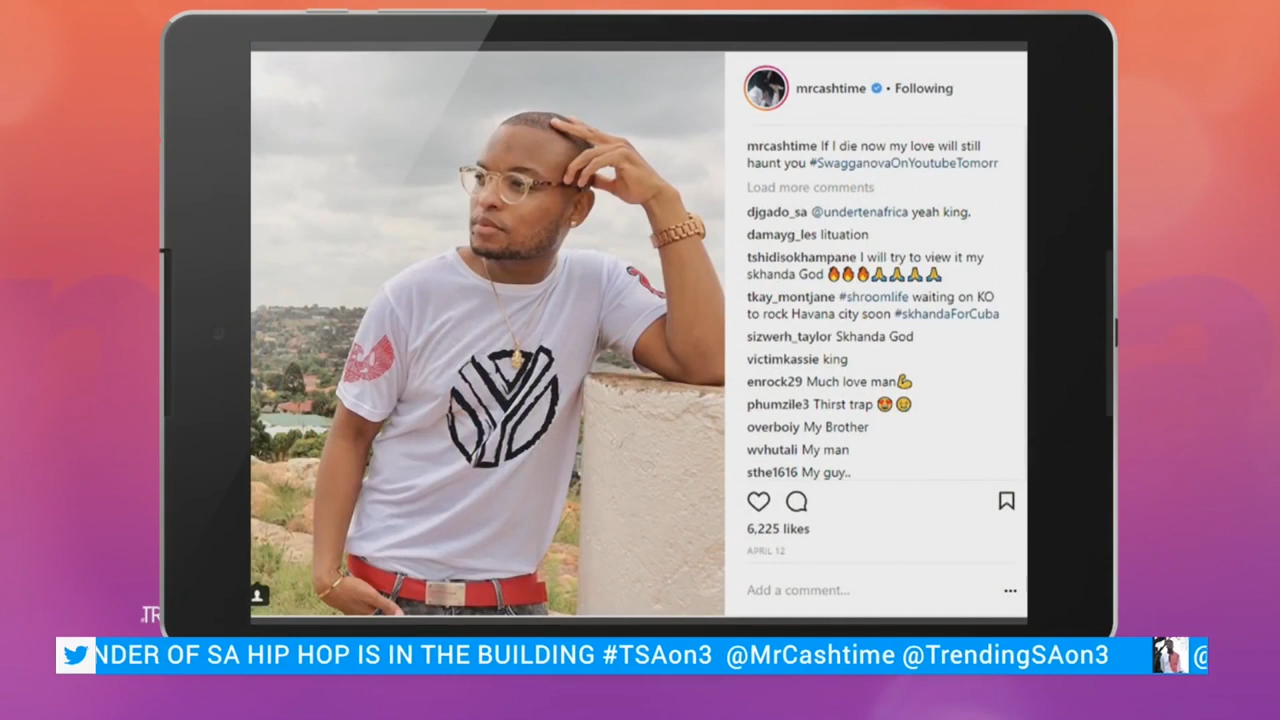 mrcashtime • Following
mrcashtime If I die now my love will still
haunt you #SwagganovaOnYoutubeTomorr
Load more comments
djgado_sa @undertenafrica yeah king.
damayg_les lituation
tshidisokhampane I will try to view it my
skhanda God 🔥🔥🔥🙏🙏🙏🙏
tkay_montjane #shroomlife waiting on KO
to rock Havana city soon #skhandaForCuba
sizwerh_taylor Skhanda God
victimkassie king
enrock29 Much love man💪
phumzile3 Thirst trap
overboiy My Brother
wvhutali My man
sthe1616 My guy..
6,225 likes
APRIL 12
Add a comment...
.TR
NDER OF SA HIP HOP IS IN THE BUILDING #TSAon3 @MrCashtime @TrendingSAon3 @